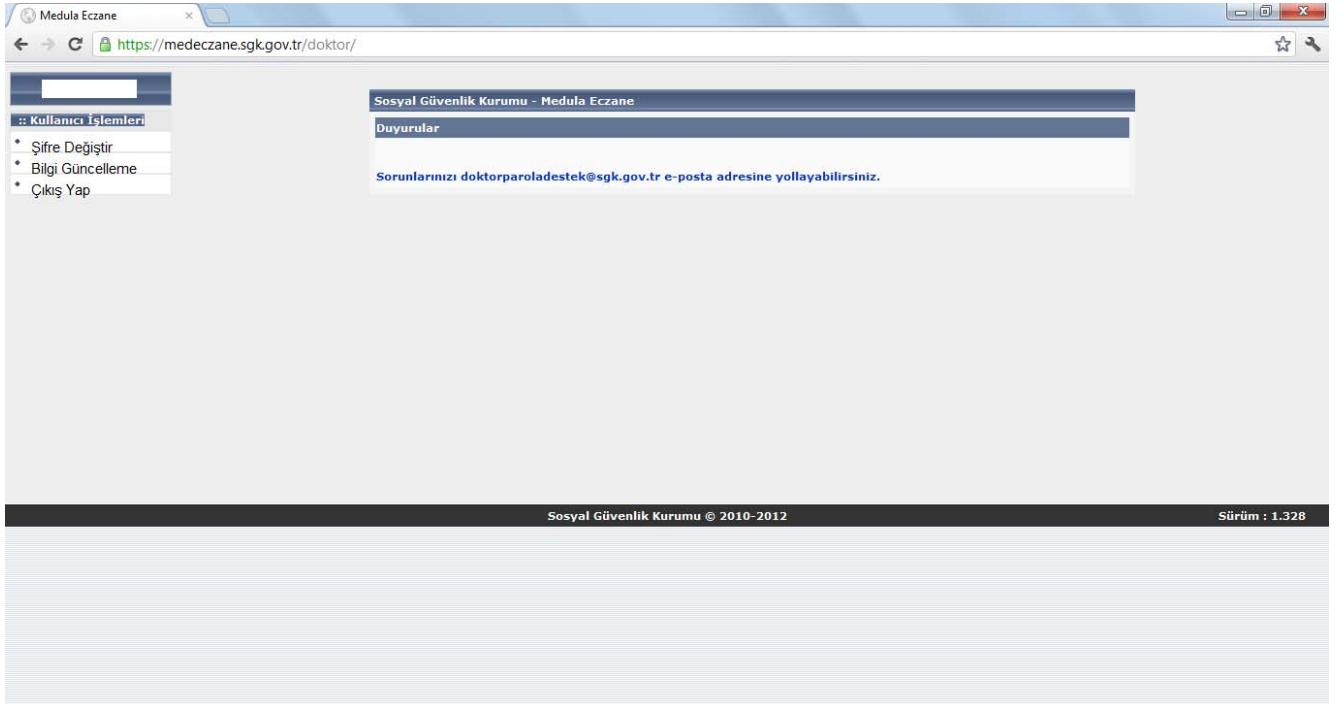 Medula Eczane
https://medeczane.sgk.gov.tr/doktor/
:: Kullanıcı İşlemleri
Şifre Değiştir
Bilgi Güncelleme
Çıkış Yap
Sosyal Güvenlik Kurumu - Medula Eczane
Duyurular
Sorunlarınızı doktorparoladestek@sgk.gov.tr e-posta adresine yollayabilirsiniz.
Sosyal Güvenlik Kurumu © 2010-2012
Sürüm : 1.328